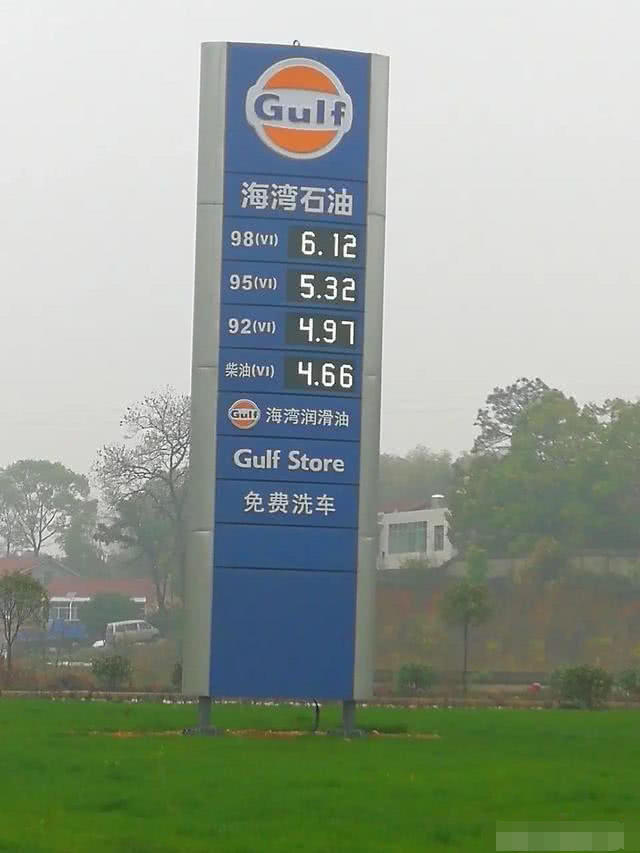 Gulf
海湾石油
98(VI) 6.12
95(VI) 5.32
92(VI) 4.97
柴油(VI) 4.66
Gulf 海湾润滑油
Gulf Store
免费洗车